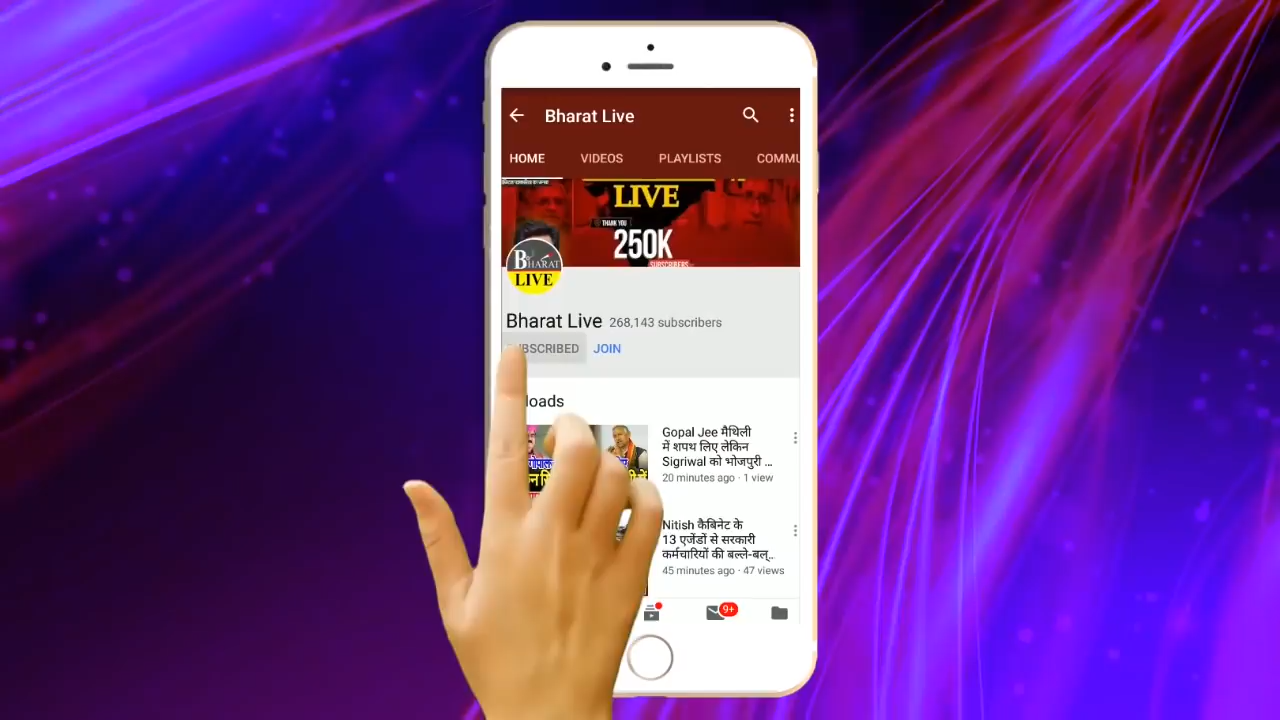 Bharat Live
HOME VIDEOS PLAYLISTS COMMU
LIVE
THANK YOU
250K
SUBSCRIBERS
BHARAT
LIVE
Bharat Live 268,143 subscribers
SUBSCRIBED JOIN
loads
Gopal Jee मैथिली
में शपथ लिए लेकिन
Sigriwal को भोजपुरी ...
20 minutes ago · 1 view
Nitish कैबिनेट के
13 एजेंडों से सरकारी
कर्मचारियों की बल्ले-बल्..
45 minutes ago · 47 views
9+